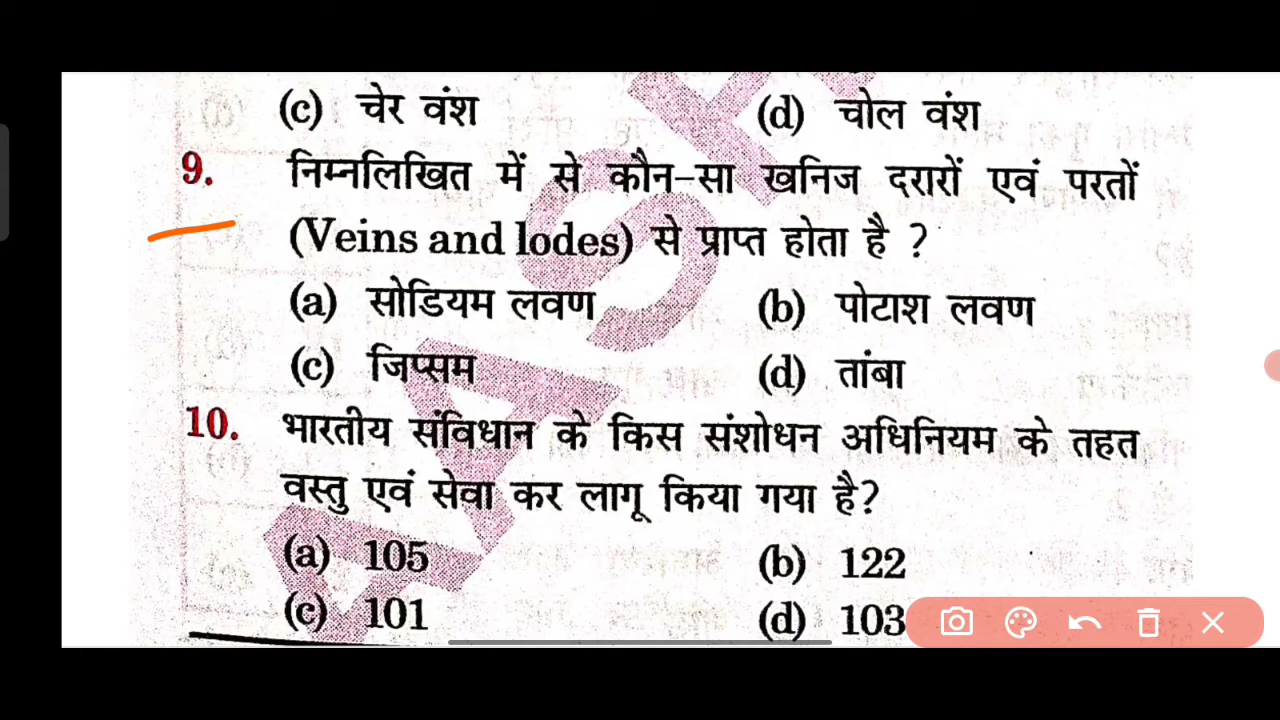 (c) चेर वंश (d) चोल वंश
9. निम्नलिखित में से कौन-सा खनिज दरारों एवं परतों
(Veins and lodes) से प्राप्त होता है ?
(a) सोडियम लवण (b) पोटाश लवण
(c) जिप्सम (d) तांबा
10. भारतीय संविधान के किस संशोधन अधिनियम के तहत
वस्तु एवं सेवा कर लागू किया गया है?
(a) 105 (b) 122
(c) 101 (d) 103